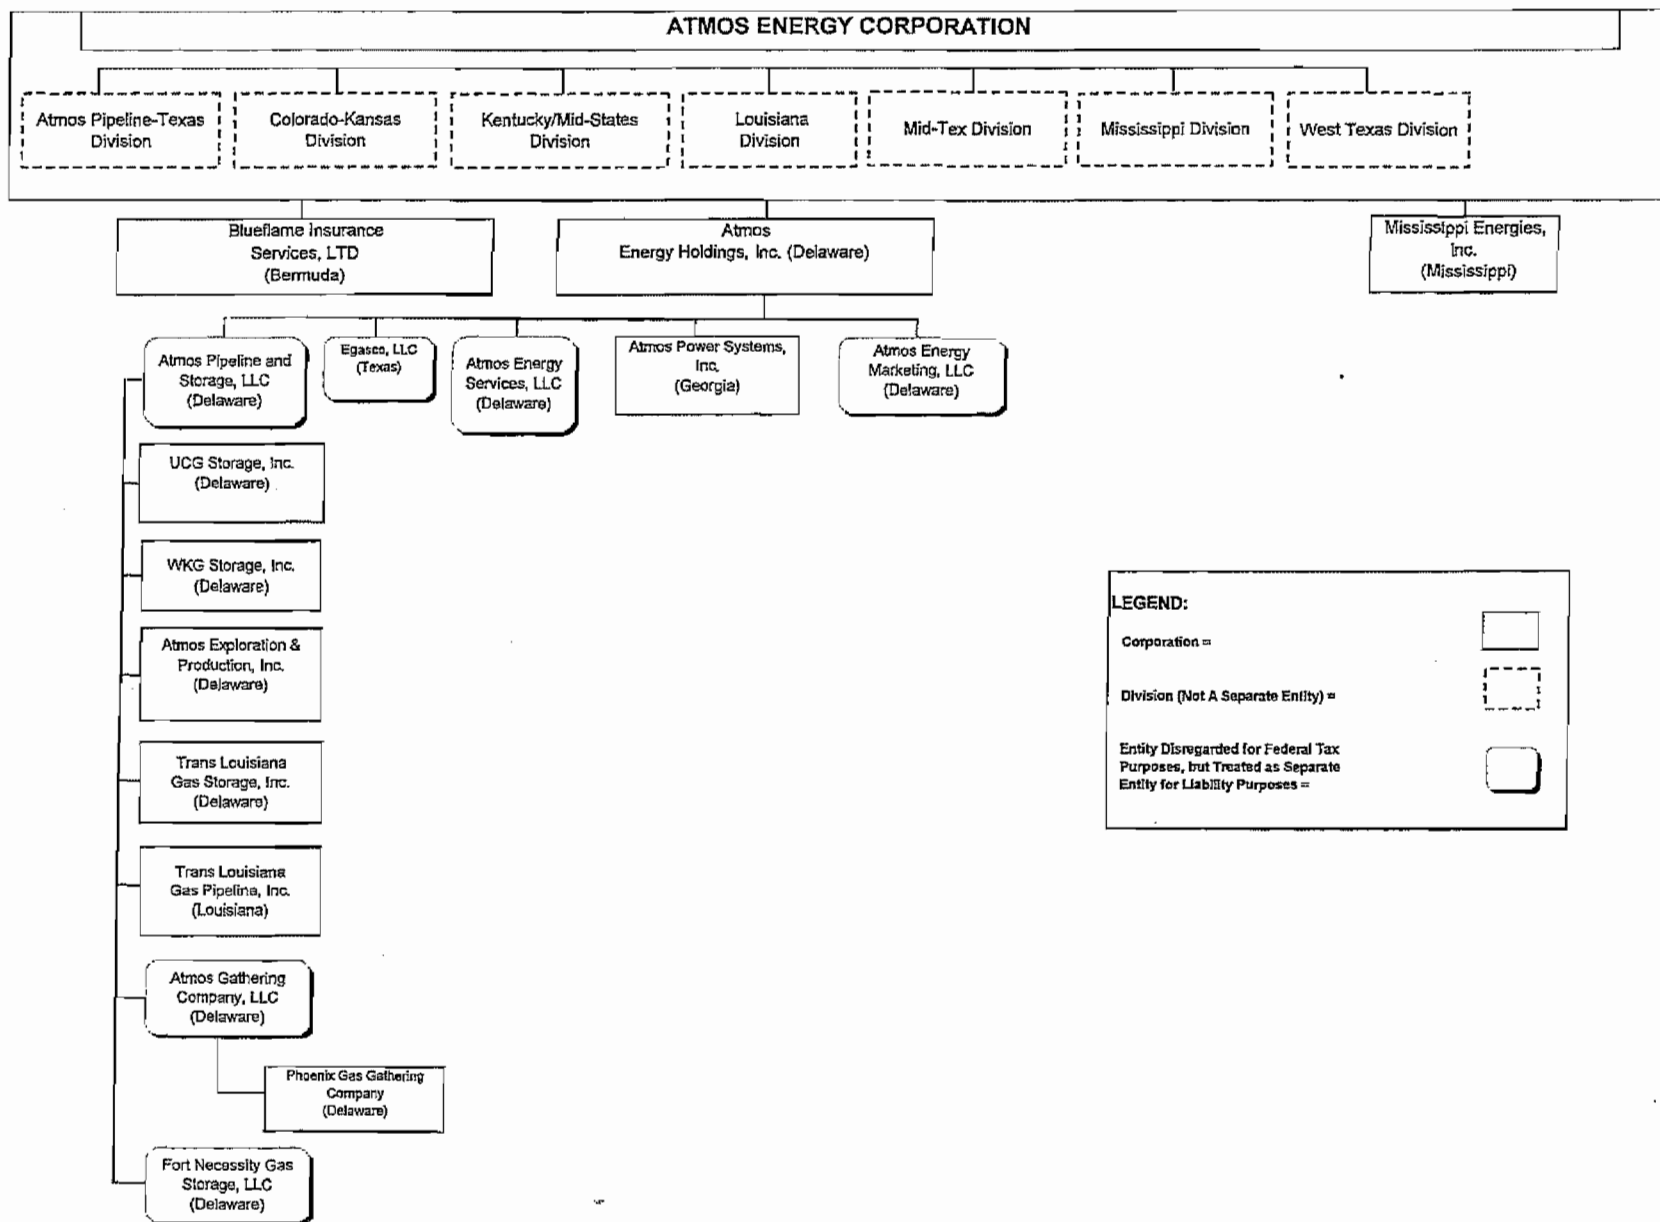 ATMOS ENERGY CORPORATION
Atmos Pipeline-Texas
Division
Colorado-Kansas
Division
Kentucky/Mid-States
Division
Louisiana
Division
Mid-Tex Division
Mississippi Division
West Texas Division
Blueflame Insurance
Services, LTD
(Bermuda)
Atmos
Energy Holdings, Inc. (Delaware)
Mississippi Energies,
Inc.
(Mississippi)
Atmos Pipeline and
Storage, LLC
(Delaware)
Egasco, LLC
(Texas)
Atmos Energy
Services, LLC
(Delaware)
Atmos Power Systems,
Inc.
(Georgia)
Atmos Energy
Marketing, LLC
(Delaware)
UCG Storage, Inc.
(Delaware)
WKG Storage, Inc.
(Delaware)
Atmos Exploration &
Production, Inc.
(Delaware)
Trans Louisiana
Gas Storage, Inc.
(Delaware)
Trans Louisiana
Gas Pipeline, Inc.
(Louisiana)
Atmos Gathering
Company, LLC
(Delaware)
Phoenix Gas Gathering
Company
(Delaware)
Fort Necessity Gas
Storage, LLC
(Delaware)
LEGEND:
Corporation =
Division (Not A Separate Entity) =
Entity Disregarded for Federal Tax
Purposes, but Treated as Separate
Entity for Liability Purposes =